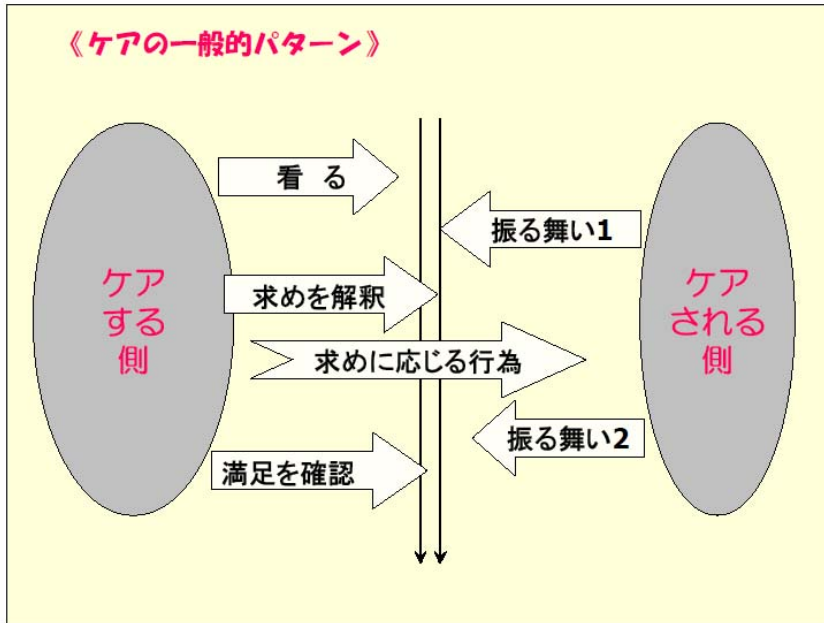 《ケアの一般的パターン》
看 る
振る舞い1
ケア
する
側
求めを解釈
ケア
される
側
求めに応じる行為
振る舞い2
満足を確認